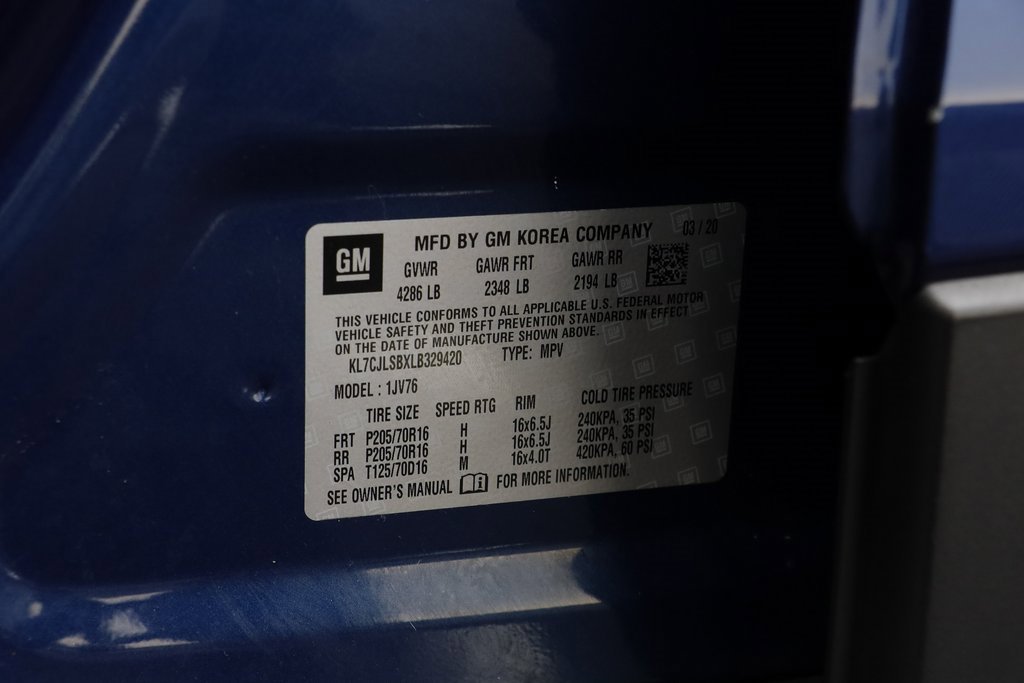 GM
MFD BY GM KOREA COMPANY 03 / 20
GVWR GAWR FRT GAWR RR
4286 LB 2348 LB 2194 LB
THIS VEHICLE CONFORMS TO ALL APPLICABLE U.S. FEDERAL MOTOR
VEHICLE SAFETY AND THEFT PREVENTION STANDARDS IN EFFECT
ON THE DATE OF MANUFACTURE SHOWN ABOVE.
KL7CJLSBXLB329420 TYPE: MPV
MODEL : 1JV76
TIRE SIZE SPEED RTG RIM COLD TIRE PRESSURE
FRT P205/70R16 H 16x6.5J 240KPA, 35 PSI
RR P205/70R16 H 16x6.5J 240KPA, 35 PSI
SPA T125/70D16 M 16x4.0T 420KPA, 60 PSI
SEE OWNER'S MANUAL FOR MORE INFORMATION.